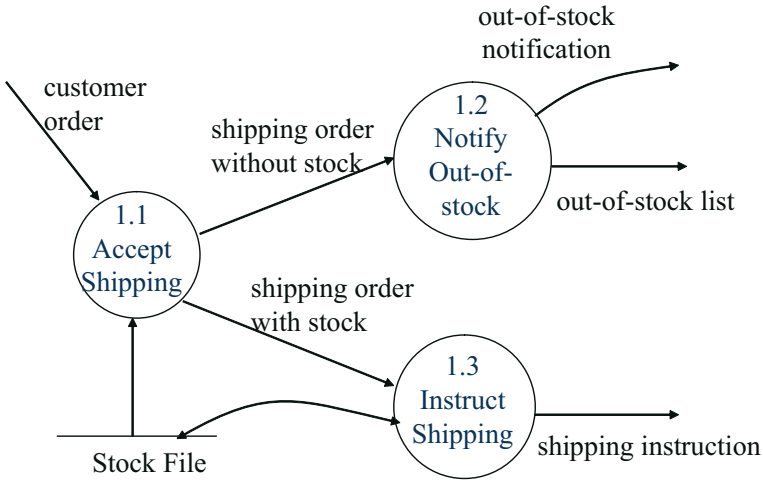 out-of-stock
notification
customer
order
shipping order
without stock
1.2
Notify
Out-of-
stock
out-of-stock list
1.1
Accept
Shipping
shipping order
with stock
1.3
Instruct
Shipping
shipping instruction
Stock File